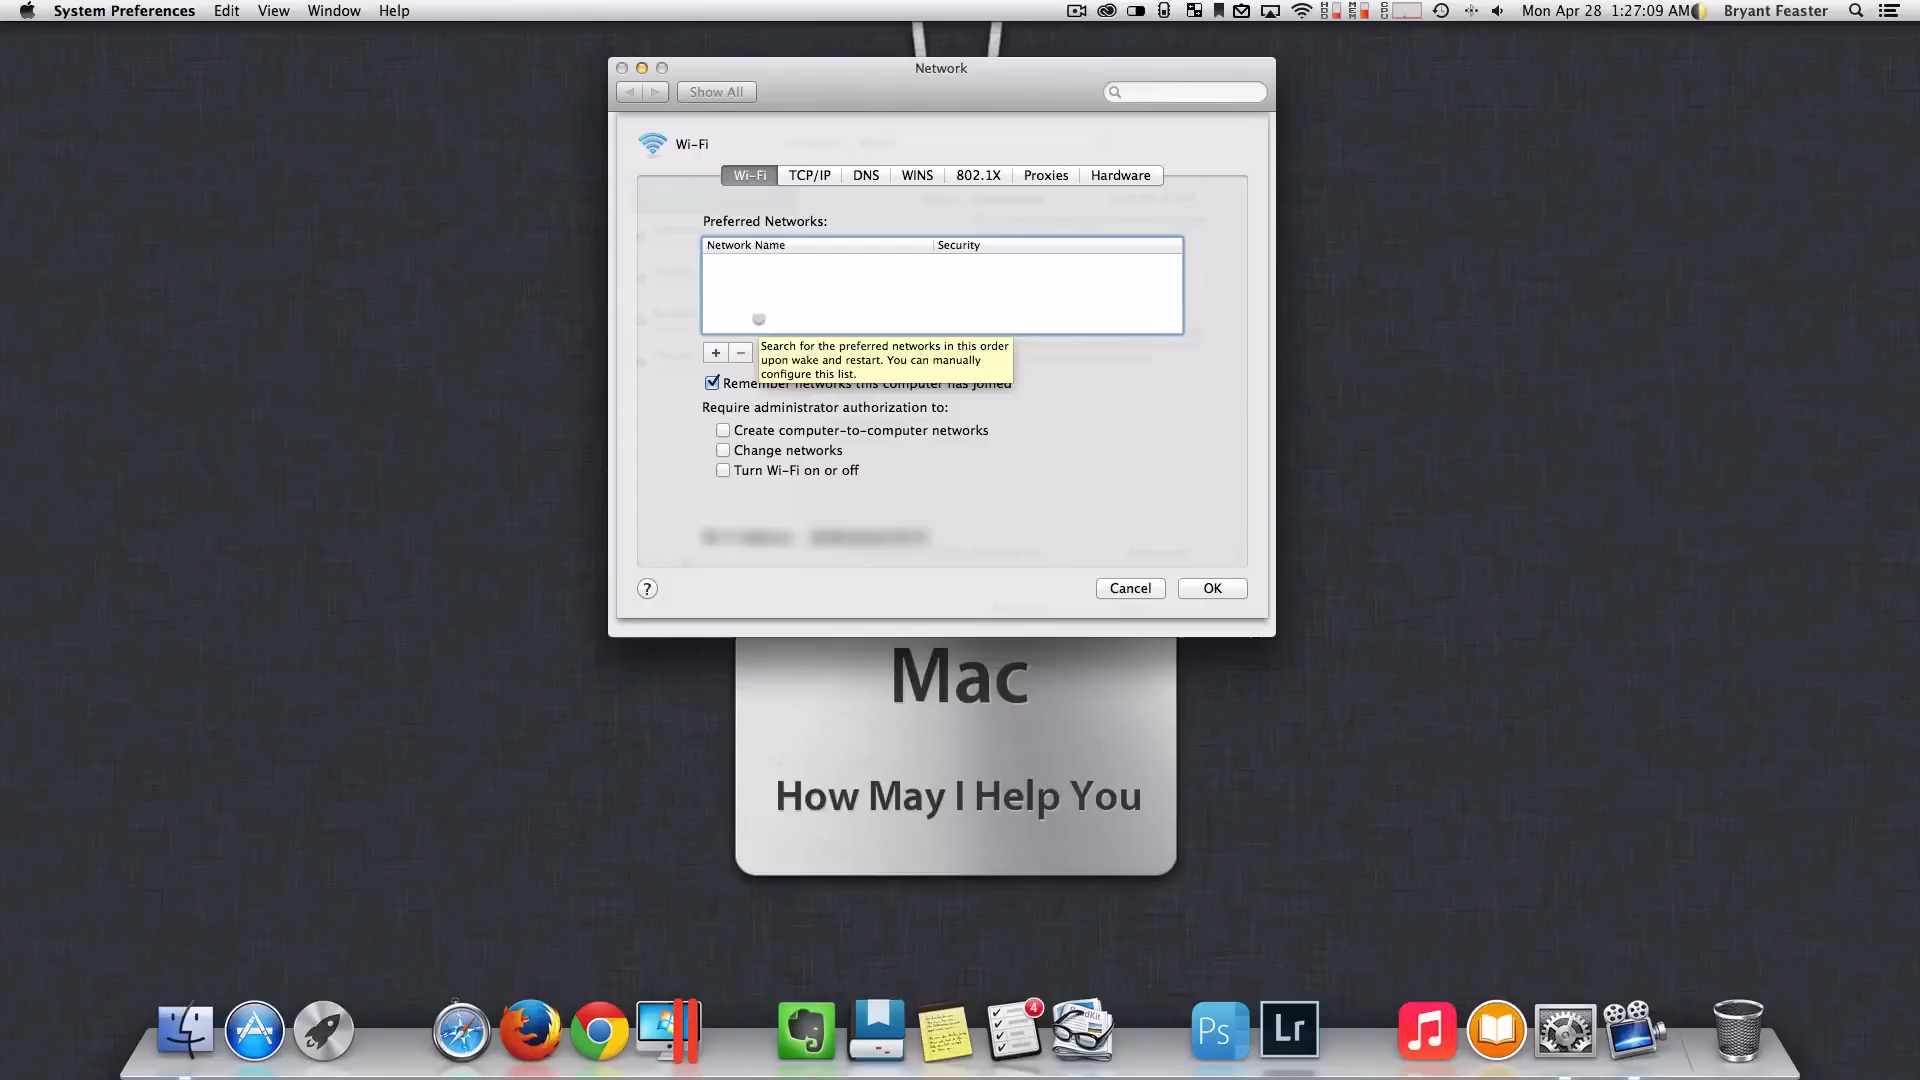 System Preferences Edit View Window Help Mon Apr 28 1:27:09 AM Bryant Feaster
Network
Show All
Wi-Fi
Wi-Fi TCP/IP DNS WINS 802.1X Proxies Hardware
Preferred Networks:
Network Name Security
+ −
Search for the preferred networks in this order
upon wake and restart. You can manually
configure this list.
Remember networks this computer has joined
Require administrator authorization to:
Create computer-to-computer networks
Change networks
Turn Wi-Fi on or off
? Cancel OK
Mac
How May I Help You
4
ReadKit
Ps
Lr